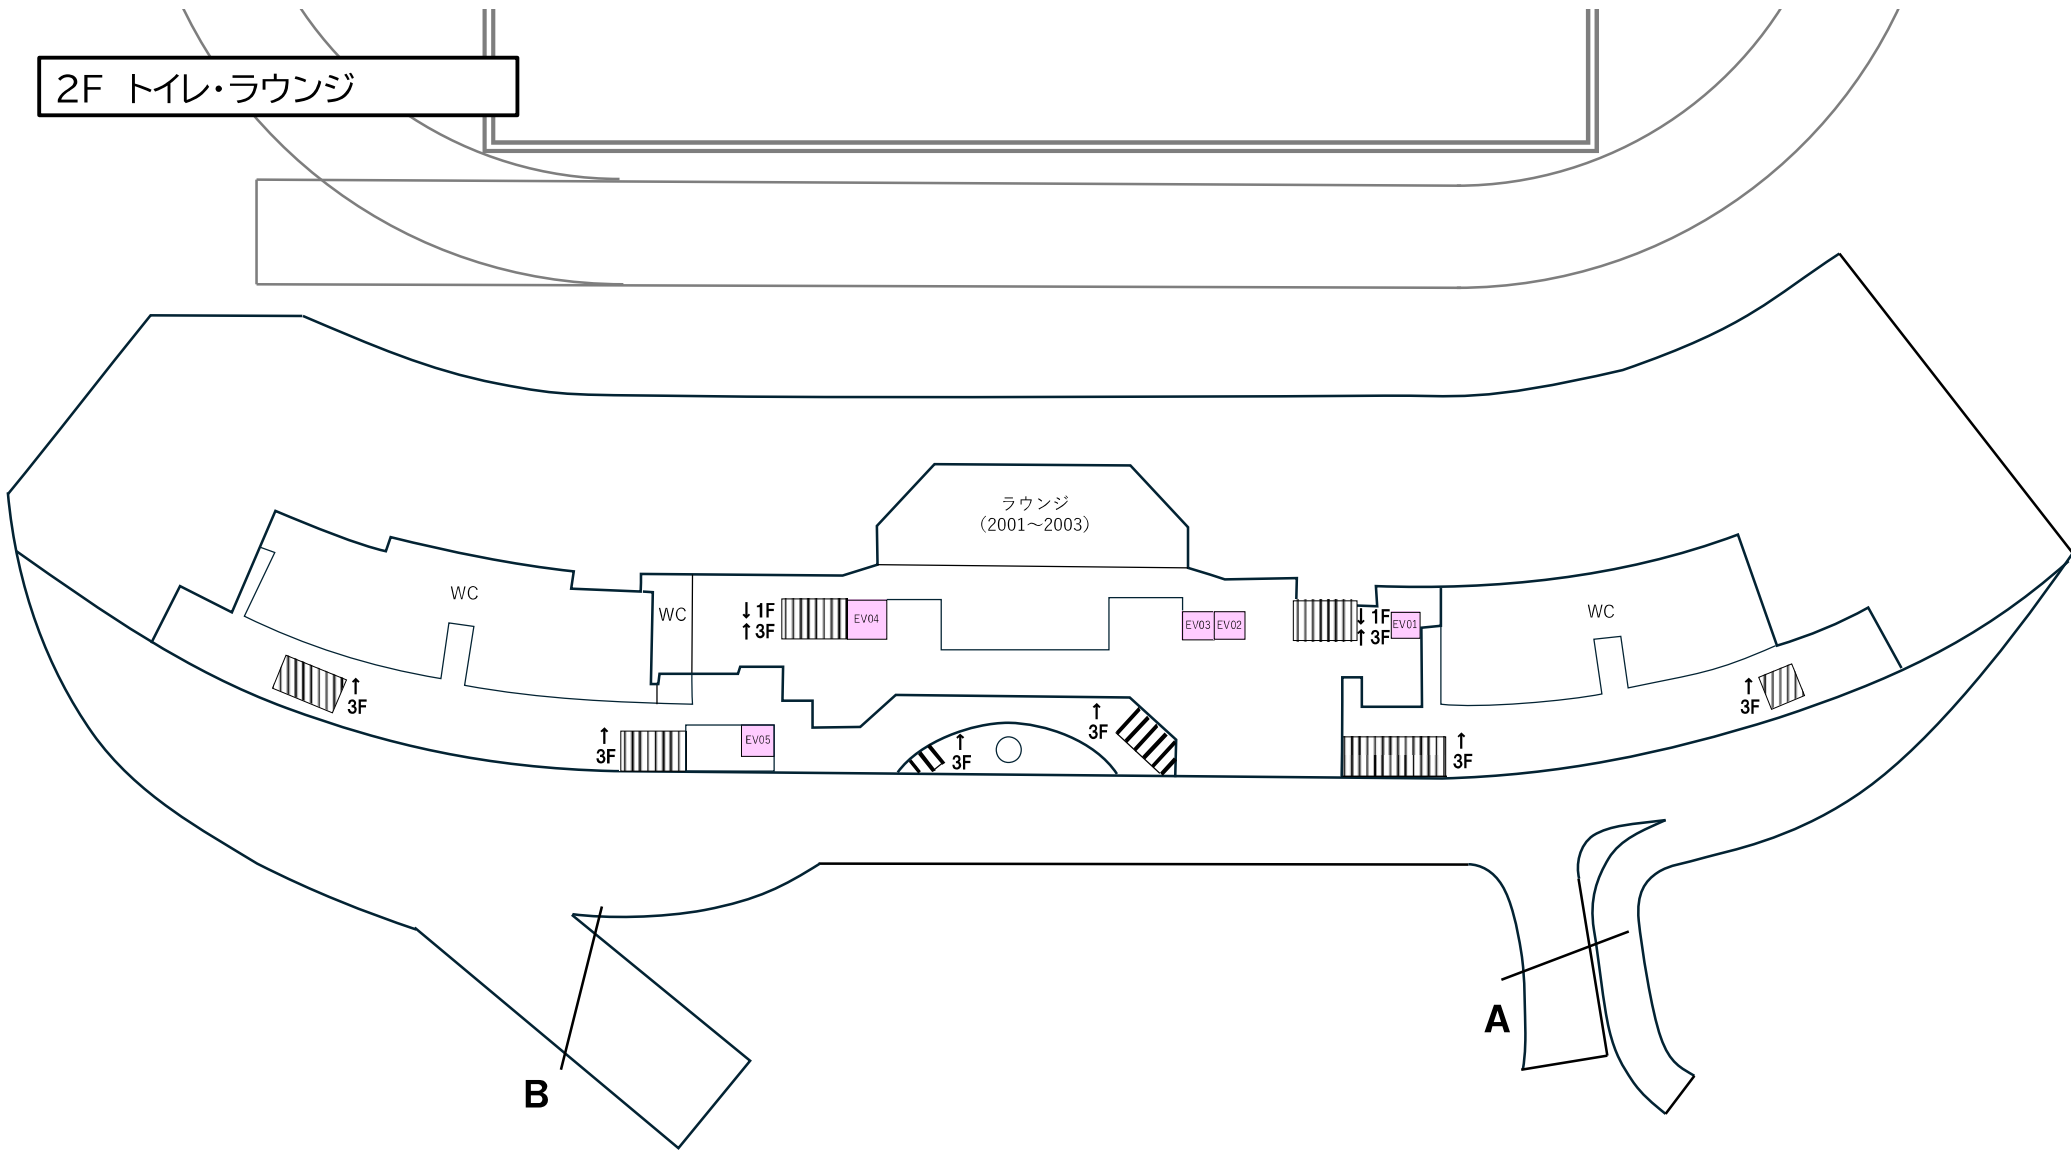 2F トイレ・ラウンジ
ラウンジ
（2001～2003）
WC
WC
↓ 1F
↑ 3F
EV04
EV03
EV02
↓ 1F
↑ 3F
EV01
WC
↑
3F
↑
3F
EV05
↑
3F
↑
3F
↑
3F
↑
3F
A
B